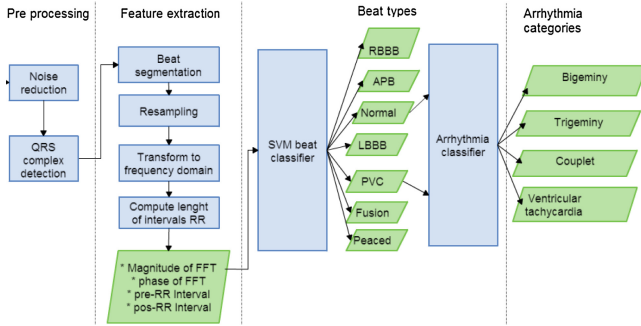 Pre processing
Feature extraction
Beat types
Arrhythmia
categories
Noise
reduction
QRS
complex
detection
Beat
segmentation
Resampling
Transform to
frequency domain
Compute lenght
of intervals RR
* Magnitude of FFT
* phase of FFT
* pre-RR Interval
* pos-RR Interval
SVM beat
classifier
RBBB
APB
Normal
LBBB
PVC
Fusion
Peaced
Arrhythmia
classifier
Bigeminy
Trigeminy
Couplet
Ventricular
tachycardia